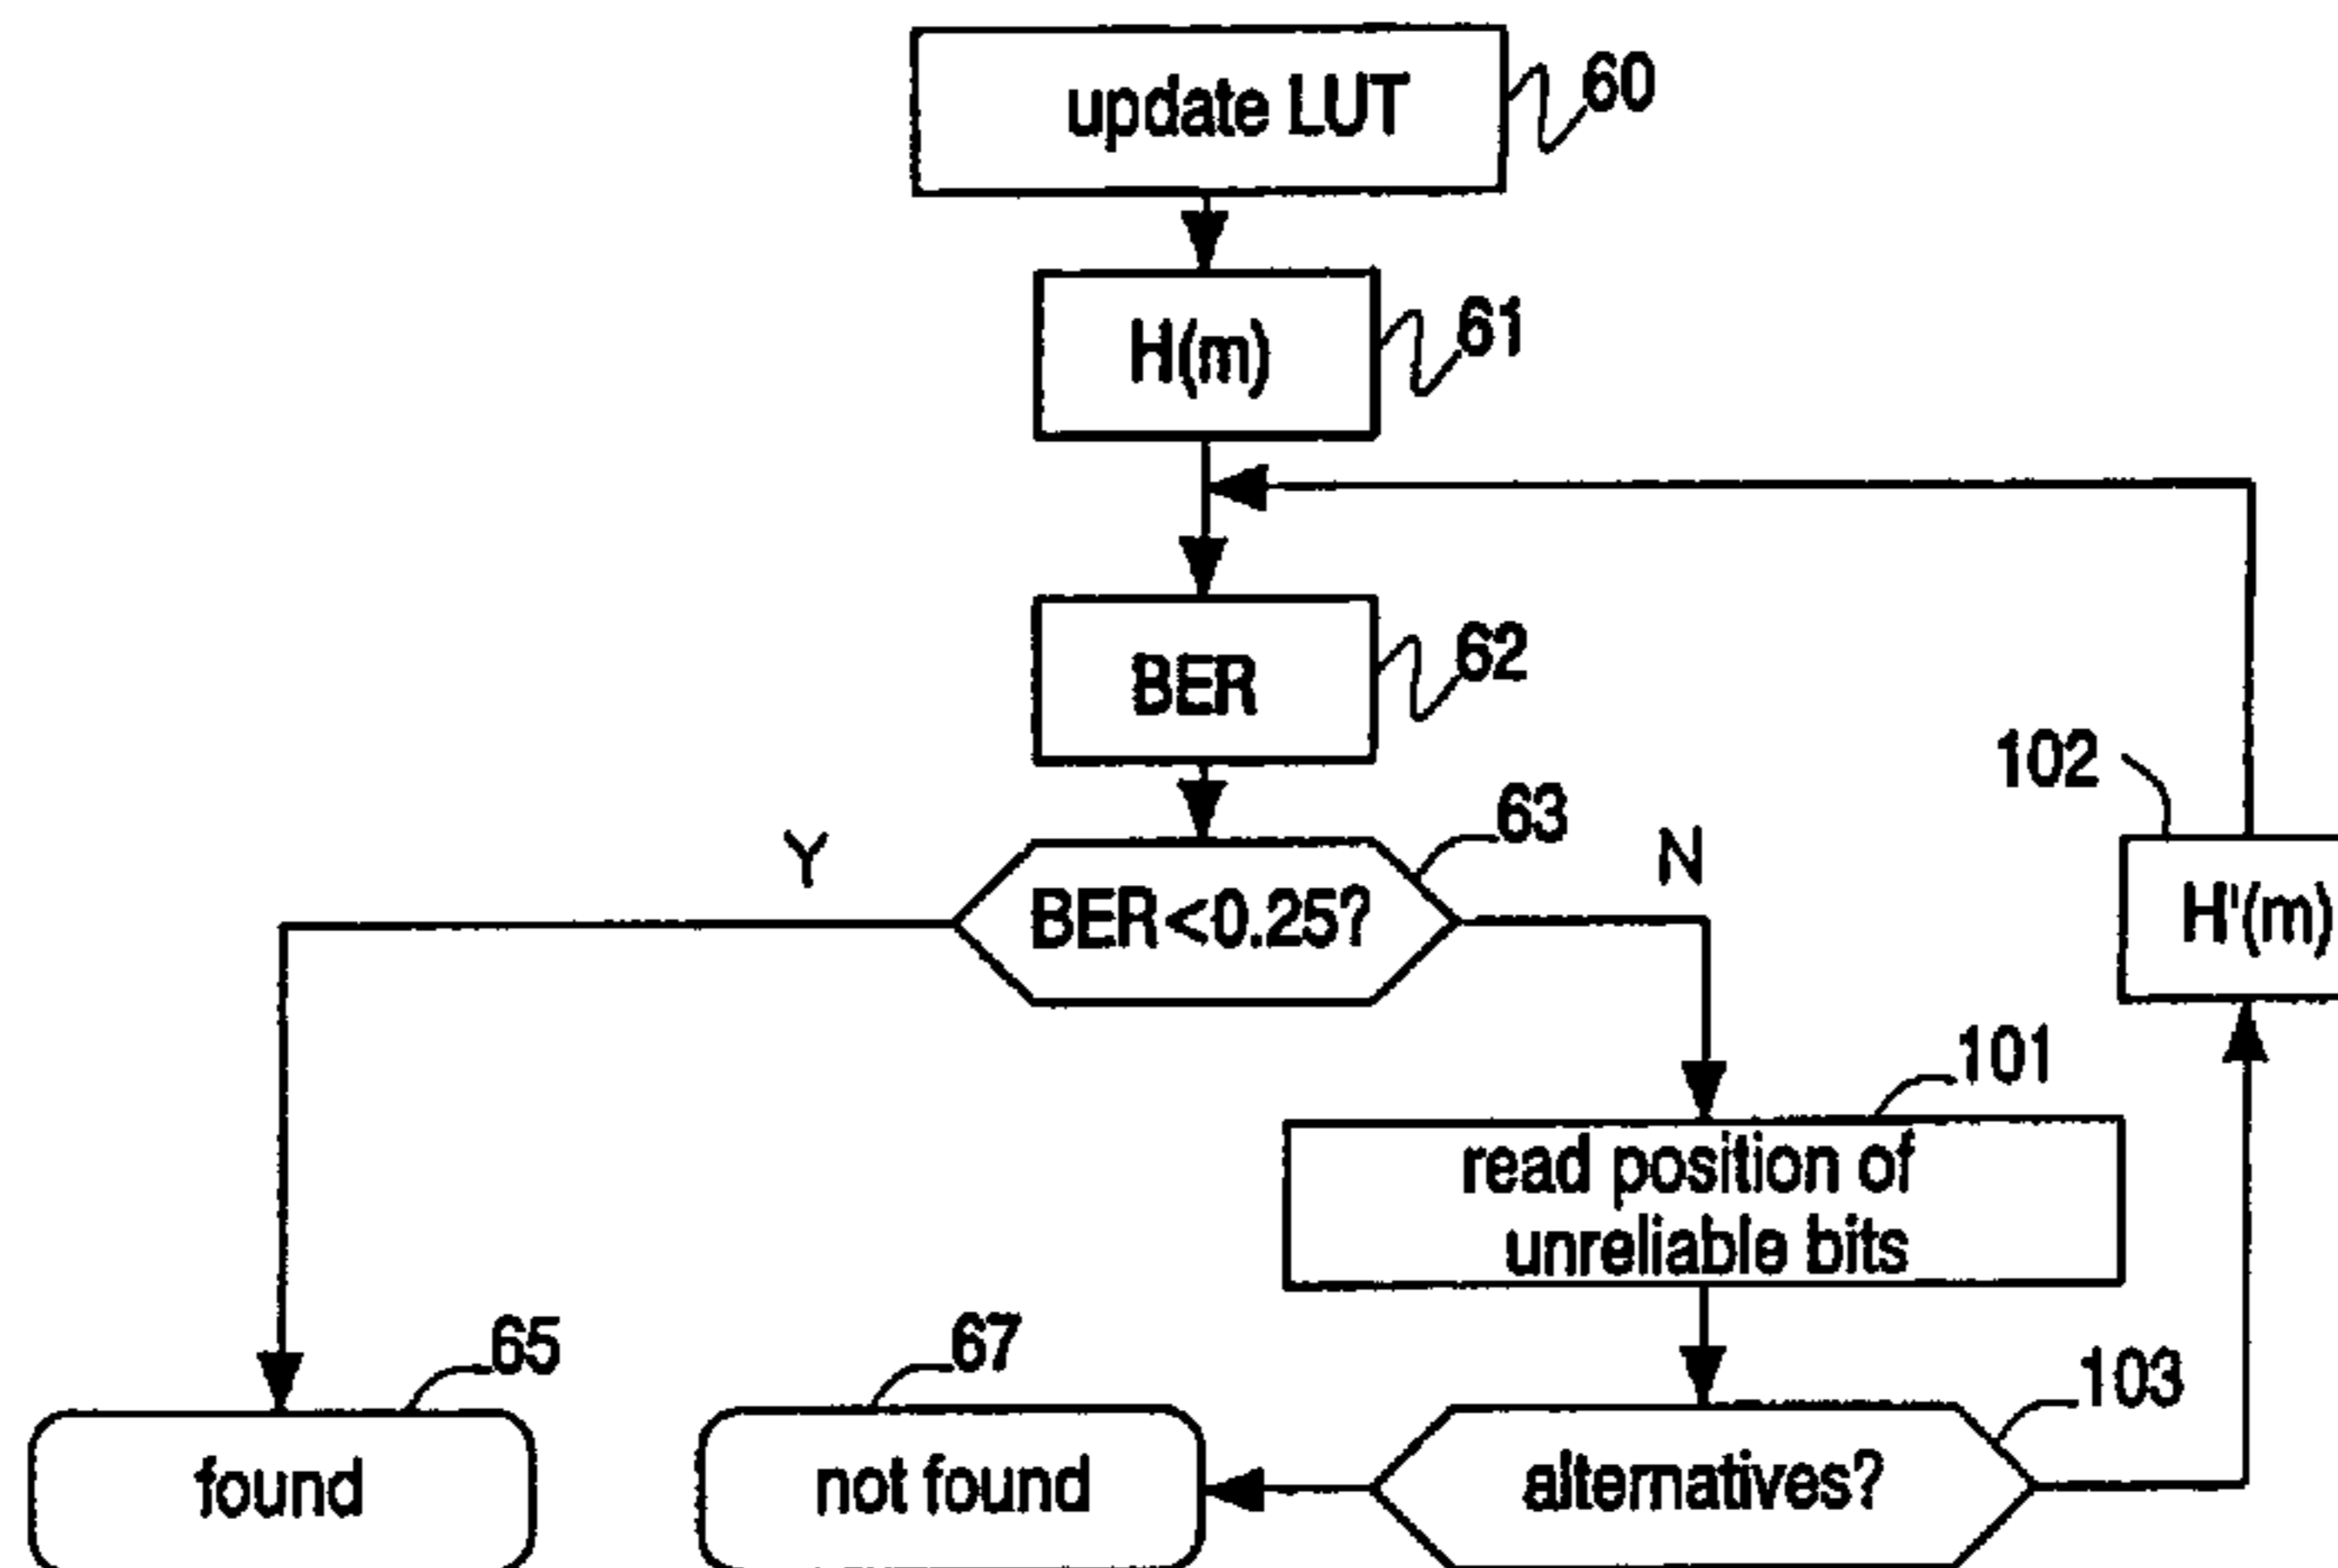 update LUT
60
H(m)
61
BER
62
102
Y
63
N
BER<0.25?
H'(m)
101
read position of
unreliable bits
65
67
103
found
not found
alternatives?